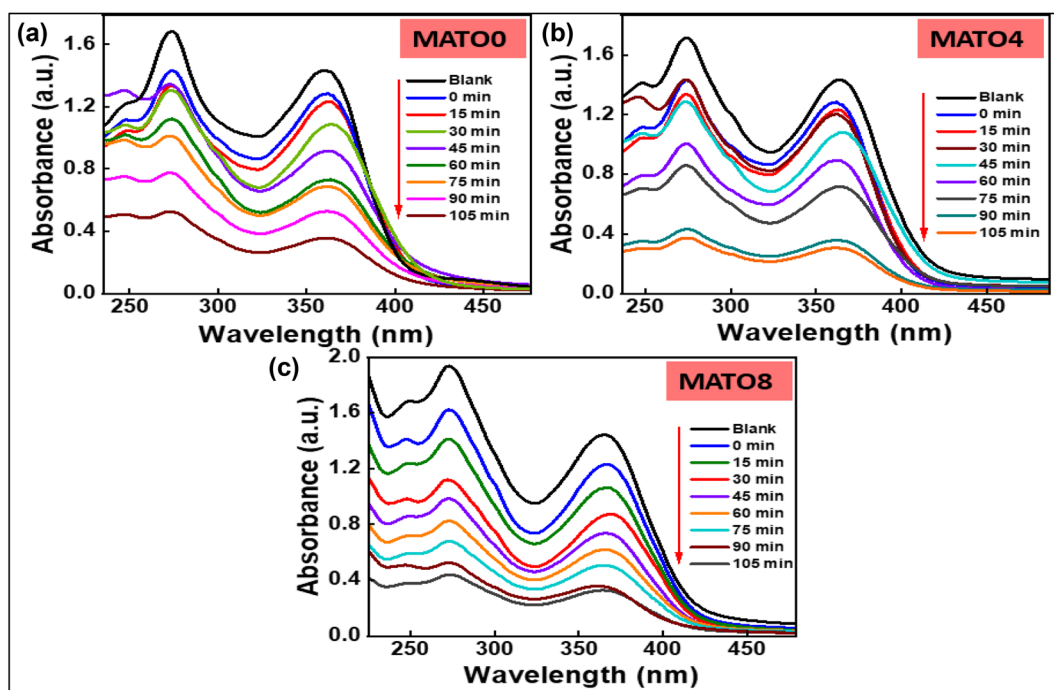 (a)
MATO0
Absorbance (a.u.)
1.6
1.2
0.8
0.4
0.0
Blank
0 min
15 min
30 min
45 min
60 min
75 min
90 min
105 min
250
300
350
400
450
Wavelength (nm)
(b)
MATO4
Absorbance (a.u.)
1.6
1.2
0.8
0.4
0.0
Blank
0 min
15 min
30 min
45 min
60 min
75 min
90 min
105 min
250
300
350
400
450
Wavelength (nm)
(c)
MATO8
Absorbance (a.u.)
2.0
1.6
1.2
0.8
0.4
0.0
Blank
0 min
15 min
30 min
45 min
60 min
75 min
90 min
105 min
250
300
350
400
450
Wavelength (nm)